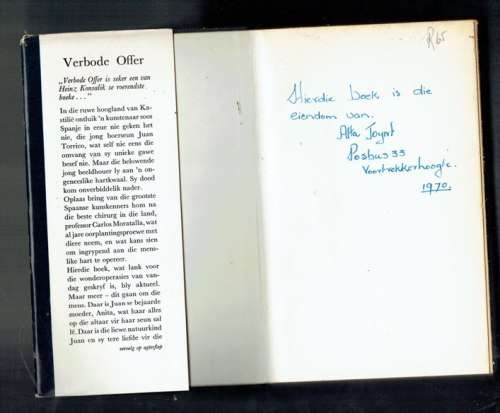 Verbode Offer
„Verbode Offer is seker een van
Heinz Konsalik se roerendste
boeke . . ."
In die ruwe hoogland van Ka-
stilië ontluik 'n kunstenaar soos
Spanje in eeue nie geken het
nie, die jong boerseun Juan
Torrico, wat self nie eens die
omvang van sy unieke gawe
besef nie. Maar die bekwende
jong beeldhouer ly aan 'n on-
geneeslike hartkwaal. Sy dood
kom onverbiddelik nader.
Oplaas bring van die grootste
Spaanse kunskenners hom na
die beste chirurg in die land,
professor Carlos Moratalla, wat
al jare oorplantingsproewe met
diere neem, en wat kans sien
om ingrypend aan die mens-
like hart te opereer.
Hierdie boek, wat lank voor
die wonderoperasies van van-
dag geskryf is, bly aktueel.
Maar meer – dit gaan om die
mens. Daar is Juan se bejaarde
moeder, Anita, wat haar alles
op die altaar vir haar seun sal
lê. Daar is die liewe natuurkind
Juan en sy tere liefde vir die
vervolg op agterflap
R65
Hierdie boek is die
eiendom van.
Alta Joynt
Posbus 33
Voortrekkerhoogte.
1970.